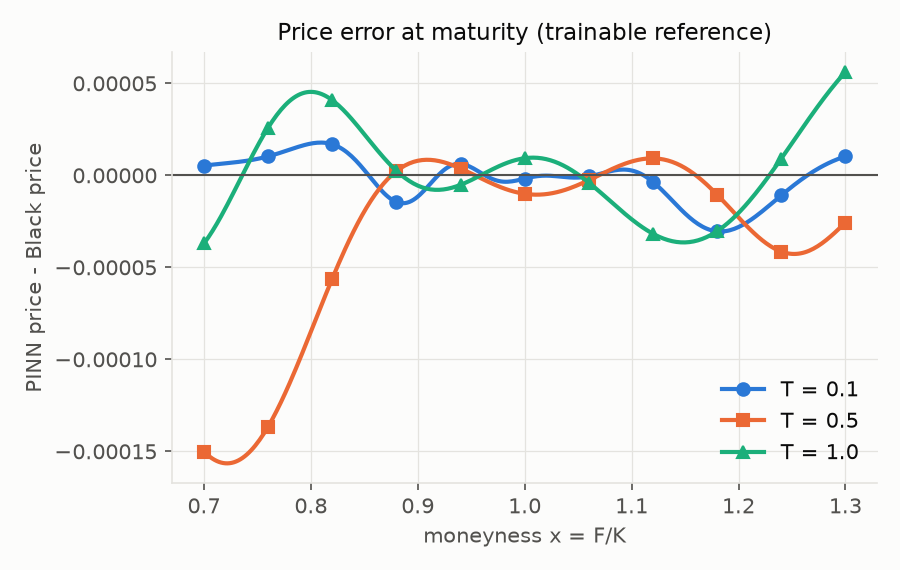 Price error at maturity (trainable reference)
PINN price - Black price
0.00005
0.00000
−0.00005
−0.00010
−0.00015
T = 0.1
T = 0.5
T = 1.0
0.7 0.8 0.9 1.0 1.1 1.2 1.3
moneyness x = F/K